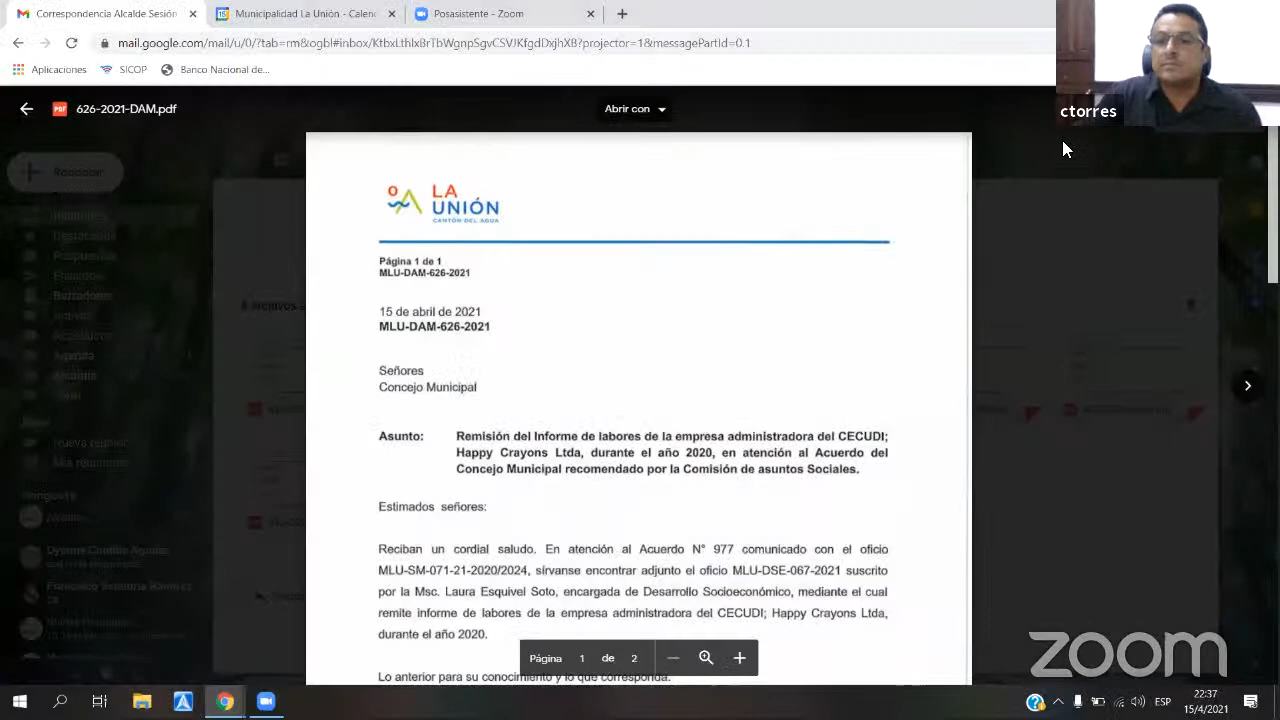 Correspondencia Alcalde Sesión
Municipalidad La Unión - Calen
Posasistente - Zoom
mail.google.com/mail/u/0/?tab=rm&ogbl#inbox/KtbxLthlxBrTbWgnpSgvCSVJKfgdDxjhXB?projector=1&messagePartId=0.1
Aplicaciones
SICOP
Banco Nacional de...
ctorres
PDF
626-2021-DAM.pdf
Abrir con
Redactar
LA
UNIÓN
CANTÓN DEL AGUA
Página 1 de 1
MLU-DAM-626-2021
15 de abril de 2021
MLU-DAM-626-2021
Señores
Concejo Municipal
Asunto: Remisión del Informe de labores de la empresa administradora del CECUDI;
Happy Crayons Ltda, durante el año 2020, en atención al Acuerdo del
Concejo Municipal recomendado por la Comisión de asuntos Sociales.
Estimados señores:
Reciban un cordial saludo. En atención al Acuerdo N° 977 comunicado con el oficio
MLU-SM-071-21-2020/2024, sírvanse encontrar adjunto el oficio MLU-DSE-067-2021 suscrito
por la Msc. Laura Esquivel Soto, encargada de Desarrollo Socioeconómico, mediante el cual
remite informe de labores de la empresa administradora del CECUDI; Happy Crayons Ltda,
durante el año 2020.
Página 1 de 2
Lo anterior para su conocimiento y lo que corresponda.
Nueva reunión
Mis reuniones
zoom
ESP
22:37
15/4/2021